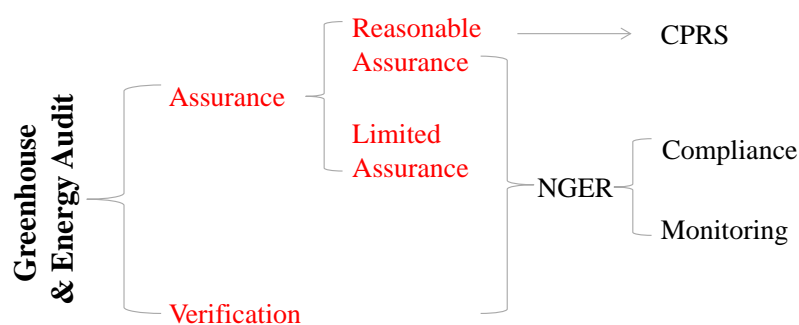 Greenhouse
& Energy Audit
Assurance
Verification
Reasonable
Assurance
Limited
Assurance
CPRS
NGER
Compliance
Monitoring